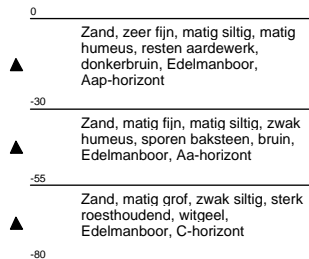 0
Zand, zeer fijn, matig siltig, matig
humeus, resten aardewerk,
donkerbruin, Edelmanboor,
Aap-horizont
-30
Zand, matig fijn, matig siltig, zwak
humeus, sporen baksteen, bruin,
Edelmanboor, Aa-horizont
-55
Zand, matig grof, zwak siltig, sterk
roesthoudend, witgeel,
Edelmanboor, C-horizont
-80